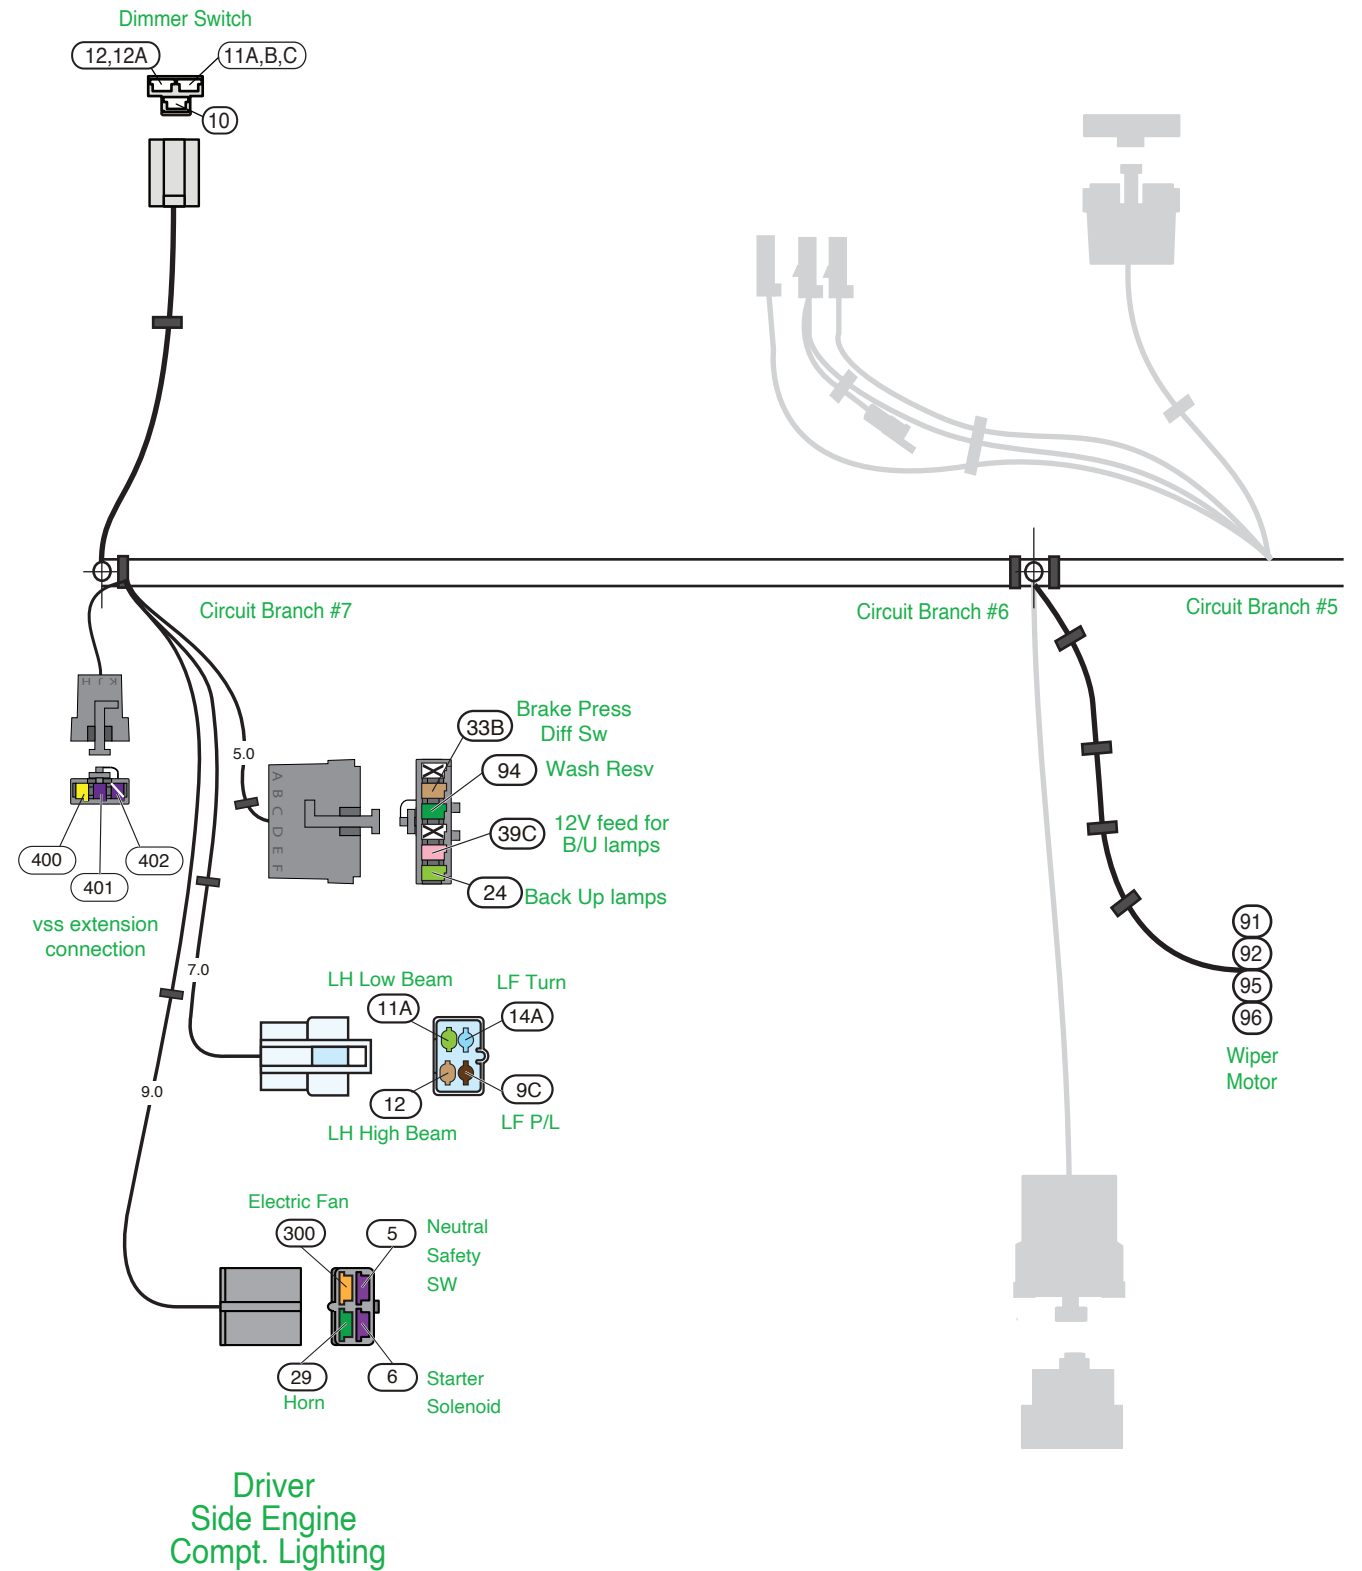 Dimmer Switch
12,12A
11A,B,C
10
Circuit Branch #7
Circuit Branch #6
Circuit Branch #5
K J H
400
401
402
vss extension
connection
5.0
A B C D E F
33B
Brake Press
Diff Sw
94
Wash Resv
39C
12V feed for
B/U lamps
24
Back Up lamps
7.0
LH Low Beam
11A
LF Turn
14A
12
LH High Beam
9C
LF P/L
9.0
Electric Fan
300
5
Neutral
Safety
SW
29
Horn
6
Starter
Solenoid
91
92
95
96
Wiper
Motor
Driver
Side Engine
Compt. Lighting